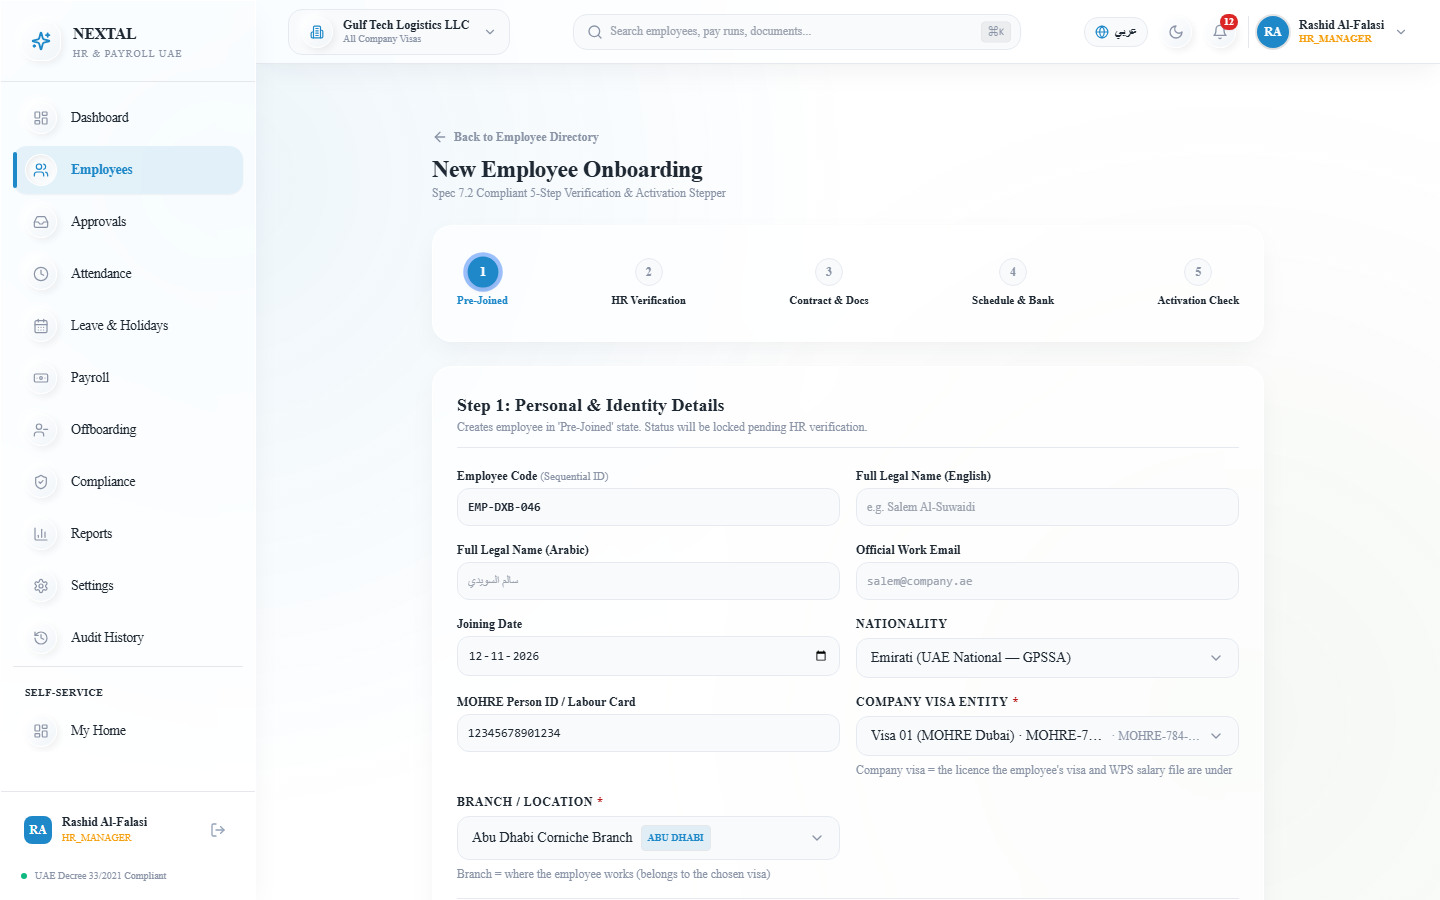 NEXTAL
HR & PAYROLL UAE
Gulf Tech Logistics LLC
All Company Visas
Search employees, pay runs, documents...
⌘K
عربي
12
RA
Rashid Al-Falasi
HR_MANAGER
Dashboard
Employees
Approvals
Attendance
Leave & Holidays
Payroll
Offboarding
Compliance
Reports
Settings
Audit History
SELF-SERVICE
My Home
RA
Rashid Al-Falasi
HR_MANAGER
UAE Decree 33/2021 Compliant
Back to Employee Directory
New Employee Onboarding
Spec 7.2 Compliant 5-Step Verification & Activation Stepper
1
Pre-Joined
2
HR Verification
3
Contract & Docs
4
Schedule & Bank
5
Activation Check
Step 1: Personal & Identity Details
Creates employee in 'Pre-Joined' state. Status will be locked pending HR verification.
Employee Code (Sequential ID)
EMP-DXB-046
Full Legal Name (English)
e.g. Salem Al-Suwaidi
Full Legal Name (Arabic)
سالم السويدي
Official Work Email
salem@company.ae
Joining Date
12-11-2026
NATIONALITY
Emirati (UAE National — GPSSA)
MOHRE Person ID / Labour Card
12345678901234
COMPANY VISA ENTITY *
Visa 01 (MOHRE Dubai) · MOHRE-7... · MOHRE-784-...
Company visa = the licence the employee's visa and WPS salary file are under
BRANCH / LOCATION *
Abu Dhabi Corniche Branch ABU DHABI
Branch = where the employee works (belongs to the chosen visa)